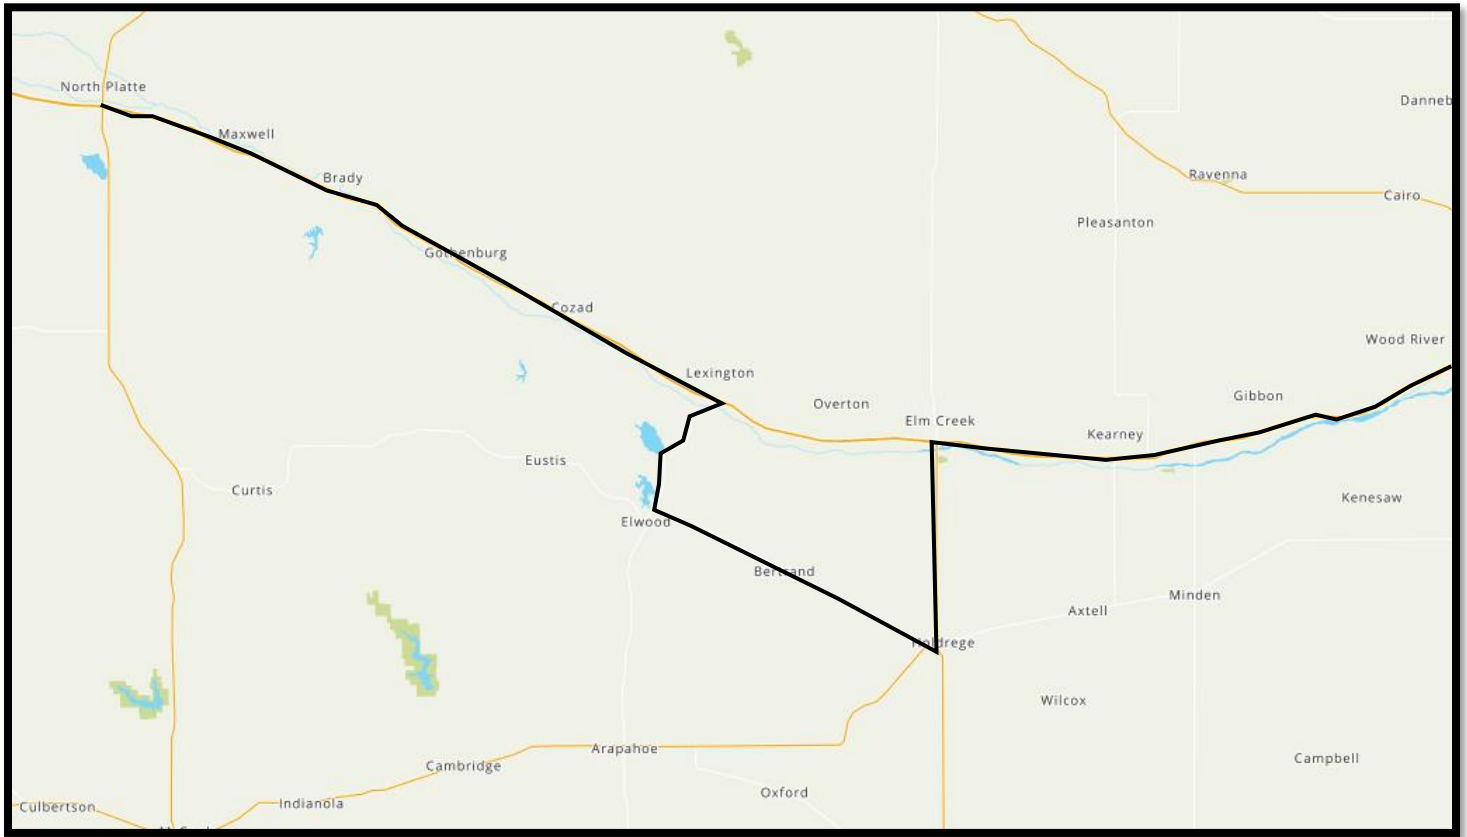 North Platte
Danneb
Maxwell
Ravenna
Brady
Cairo
Pleasanton
Gothenburg
Cozad
Wood River
Lexington
Gibbon
Overton
Elm Creek
Kearney
Eustis
Curtis
Kenesaw
Elwood
Bertrand
Minden
Axtell
Holdrege
Wilcox
Arapahoe
Campbell
Cambridge
Oxford
Indianola
Culbertson